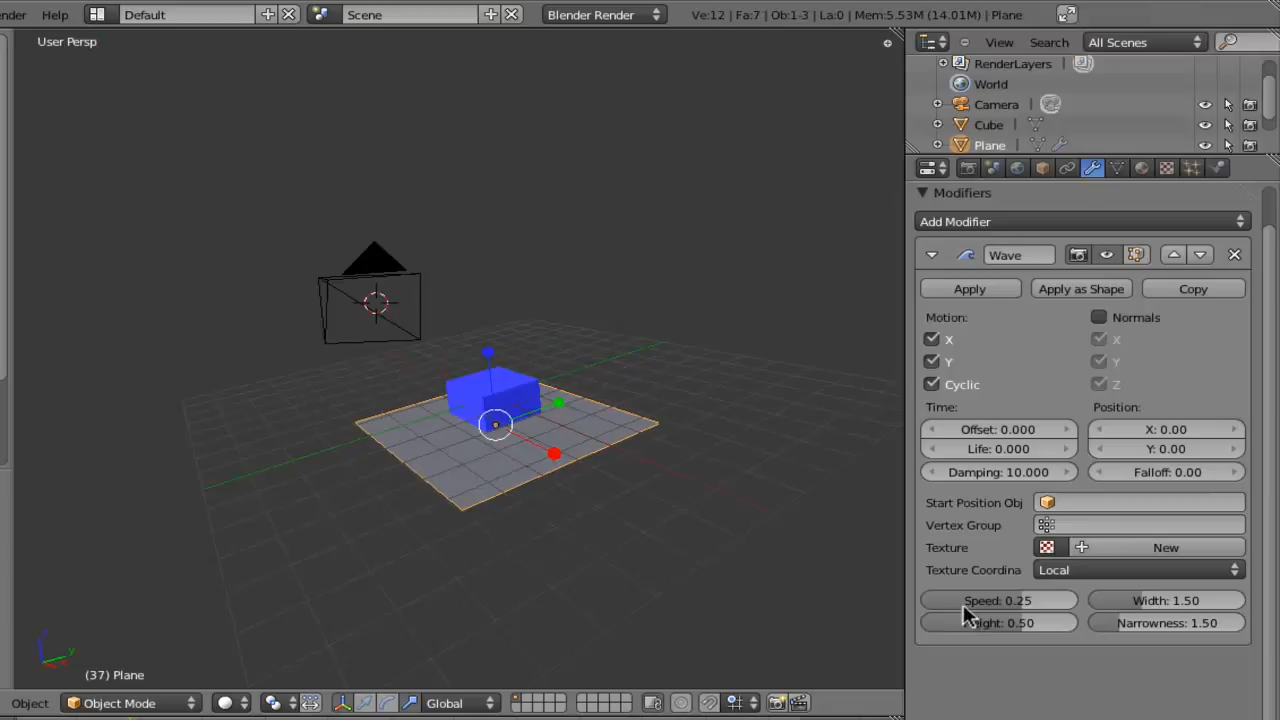 ender Help Default Scene Blender Render Ve:12 | Fa:7 | Ob:1-3 | La:0 | Mem:5.53M (14.01M) | Plane
User Persp
View Search All Scenes
RenderLayers
World
Camera
Cube
Plane
Modifiers
Add Modifier
Wave
Apply Apply as Shape Copy
Motion: Normals
X X
Y Y
Cyclic Z
Time: Position:
Offset: 0.000 X: 0.00
Life: 0.000 Y: 0.00
Damping: 10.000 Falloff: 0.00
Start Position Obj
Vertex Group
Texture New
Texture Coordina Local
Speed: 0.25 Width: 1.50
ight: 0.50 Narrowness: 1.50
z
y
x
(37) Plane
Object Object Mode Global